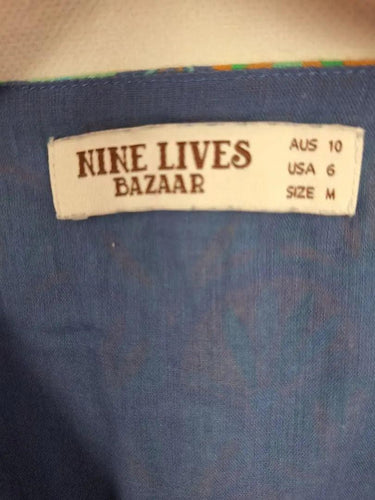 NINE LIVES
BAZAAR
AUS 10
USA 6
SIZE M